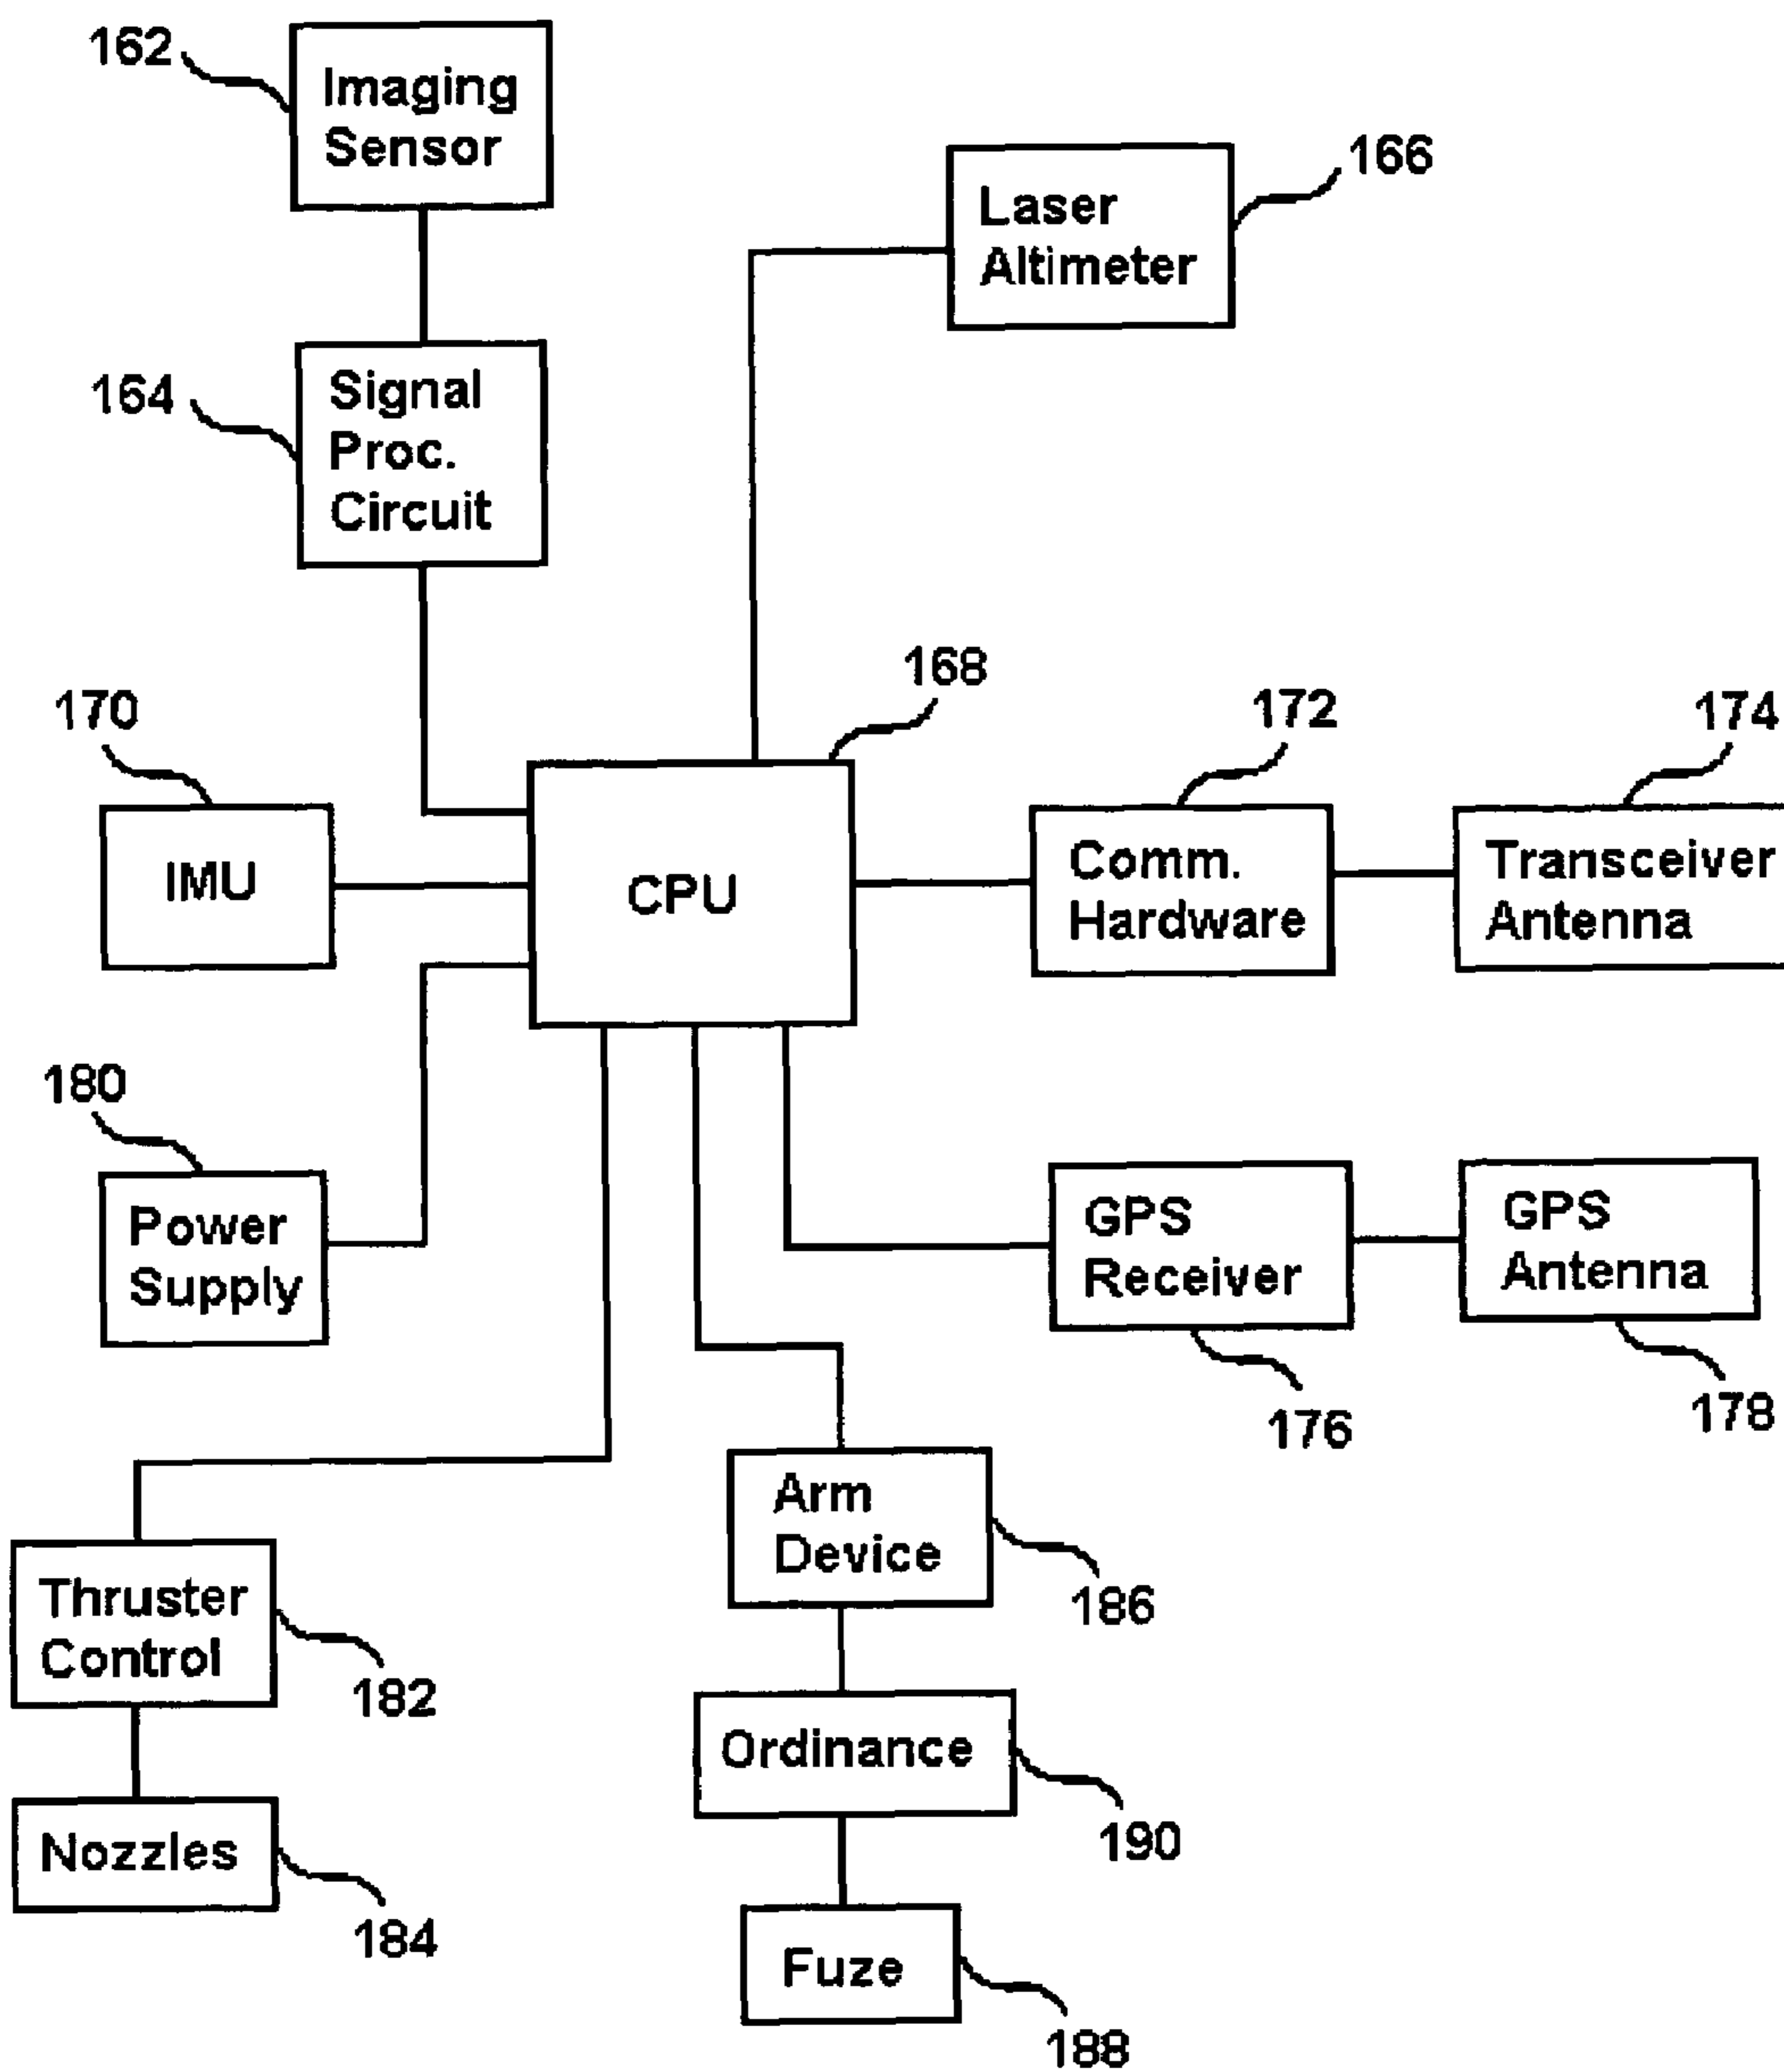 162
Imaging
Sensor
166
Laser
Altimeter
164
Signal
Proc.
Circuit
168
170
172
174
IMU
CPU
Comm.
Hardware
Transceiver
Antenna
180
Power
Supply
GPS
Receiver
GPS
Antenna
176
178
Arm
Device
186
Thruster
Control
182
Ordinance
190
Nozzles
184
Fuze
188